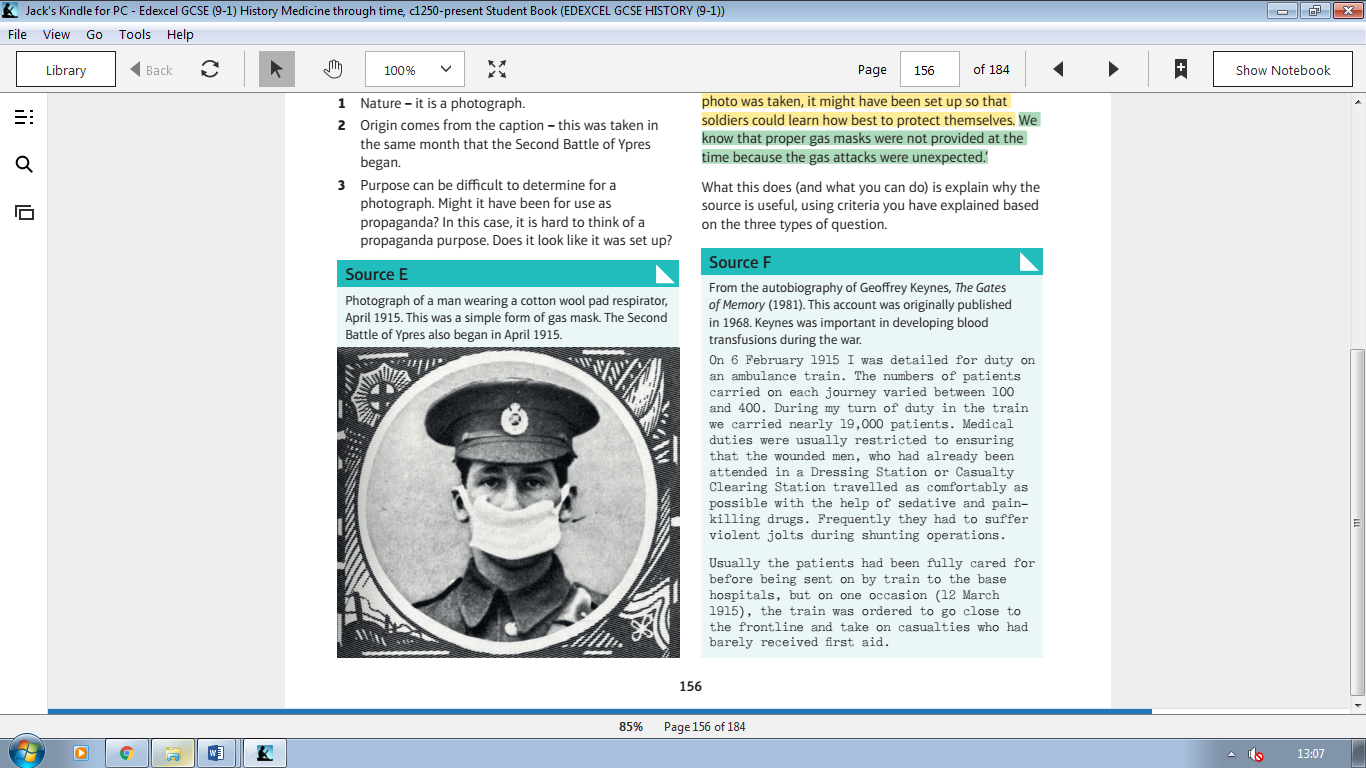 Jack's Kindle for PC - Edexcel GCSE (9-1) History Medicine through time, c1250-present Student Book (EDEXCEL GCSE HISTORY (9-1))
File View Go Tools Help
Library
Back
100%
Page 156 of 184
Show Notebook
1 Nature – it is a photograph.
2 Origin comes from the caption – this was taken in
the same month that the Second Battle of Ypres
began.
3 Purpose can be difficult to determine for a
photograph. Might it have been for use as
propaganda? In this case, it is hard to think of a
propaganda purpose. Does it look like it was set up?
Source E
Photograph of a man wearing a cotton wool pad respirator,
April 1915. This was a simple form of gas mask. The Second
Battle of Ypres also began in April 1915.
photo was taken, it might have been set up so that
soldiers could learn how best to protect themselves. We
know that proper gas masks were not provided at the
time because the gas attacks were unexpected.'
What this does (and what you can do) is explain why the
source is useful, using criteria you have explained based
on the three types of question.
Source F
From the autobiography of Geoffrey Keynes, The Gates
of Memory (1981). This account was originally published
in 1968. Keynes was important in developing blood
transfusions during the war.
On 6 February 1915 I was detailed for duty on
an ambulance train. The numbers of patients
carried on each journey varied between 100
and 400. During my turn of duty in the train
we carried nearly 19,000 patients. Medical
duties were usually restricted to ensuring
that the wounded men, who had already been
attended in a Dressing Station or Casualty
Clearing Station travelled as comfortably as
possible with the help of sedative and pain-
killing drugs. Frequently they had to suffer
violent jolts during shunting operations.
Usually the patients had been fully cared for
before being sent on by train to the base
hospitals, but on one occasion (12 March
1915), the train was ordered to go close to
the frontline and take on casualties who had
barely received first aid.
156
85% Page 156 of 184
13:07